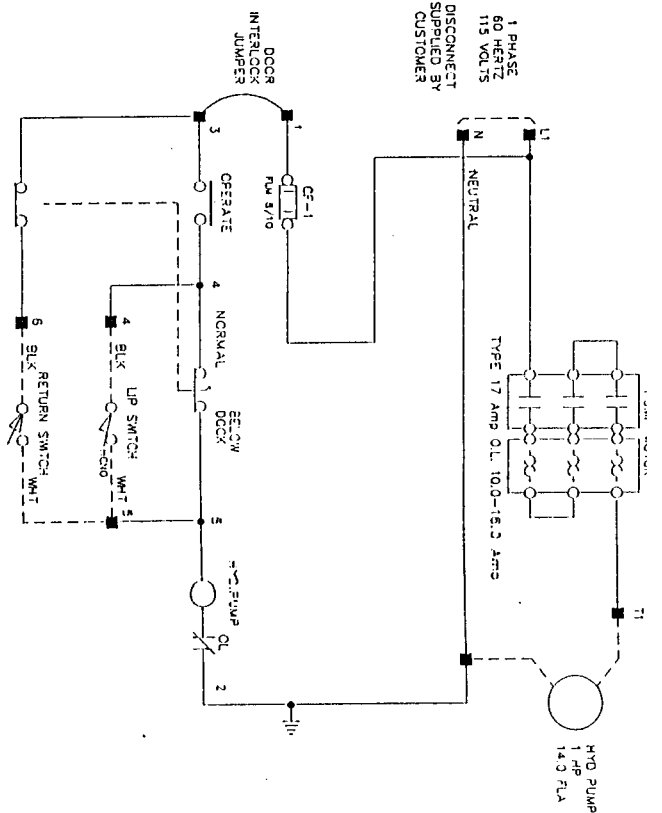 1 PHASE
60 HERTZ
115 VOLTS
DISCONNECT
SUPPLIED BY
CUSTOMER
L1
N
NEUTRAL
TYPE 17 Amp O.L. 10.0-15.0 Amp
T1
HYD PUMP
1 HP
14.0 FLA
DOOR
INTERLOCK
JUMPER
1
CF-1
FLM 5/10
3
OPERATE
4
NORMAL
BELOW
DOCK
5
HYD.PUMP
OL
2
4
BLK
LIP SWITCH
HCNO
WHT
5
6
BLK
RETURN SWITCH
WHT